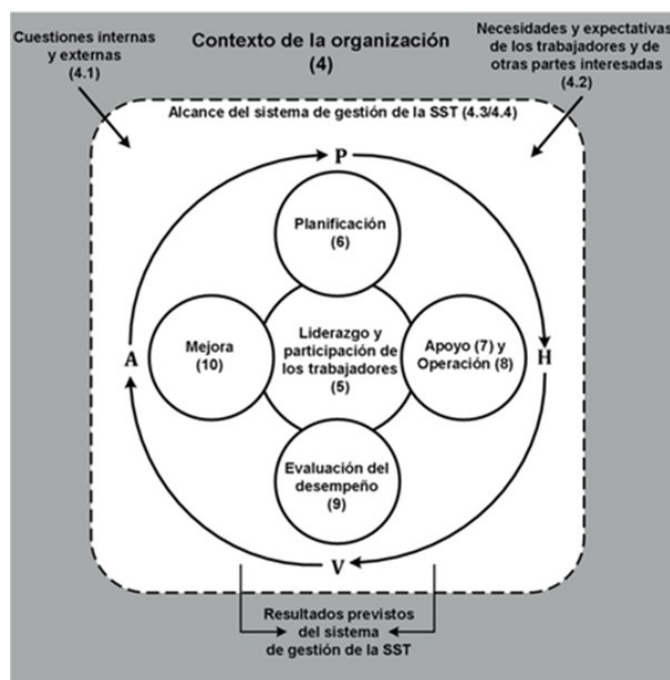 Cuestiones internas
y externas
(4.1)
Contexto de la organización
(4)
Necesidades y expectativas
de los trabajadores y de
otras partes interesadas
(4.2)
Alcance del sistema de gestión de la SST (4.3/4.4)
P
Planificación
(6)
A
Mejora
(10)
Liderazgo y
participación de
los trabajadores
(5)
Apoyo (7) y
Operación (8)
H
Evaluación del
desempeño
(9)
V
Resultados previstos
del sistema
de gestión de la SST